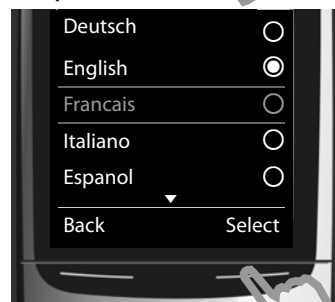 Deutsch
English
Francais
Italiano
Espanol
Back Select